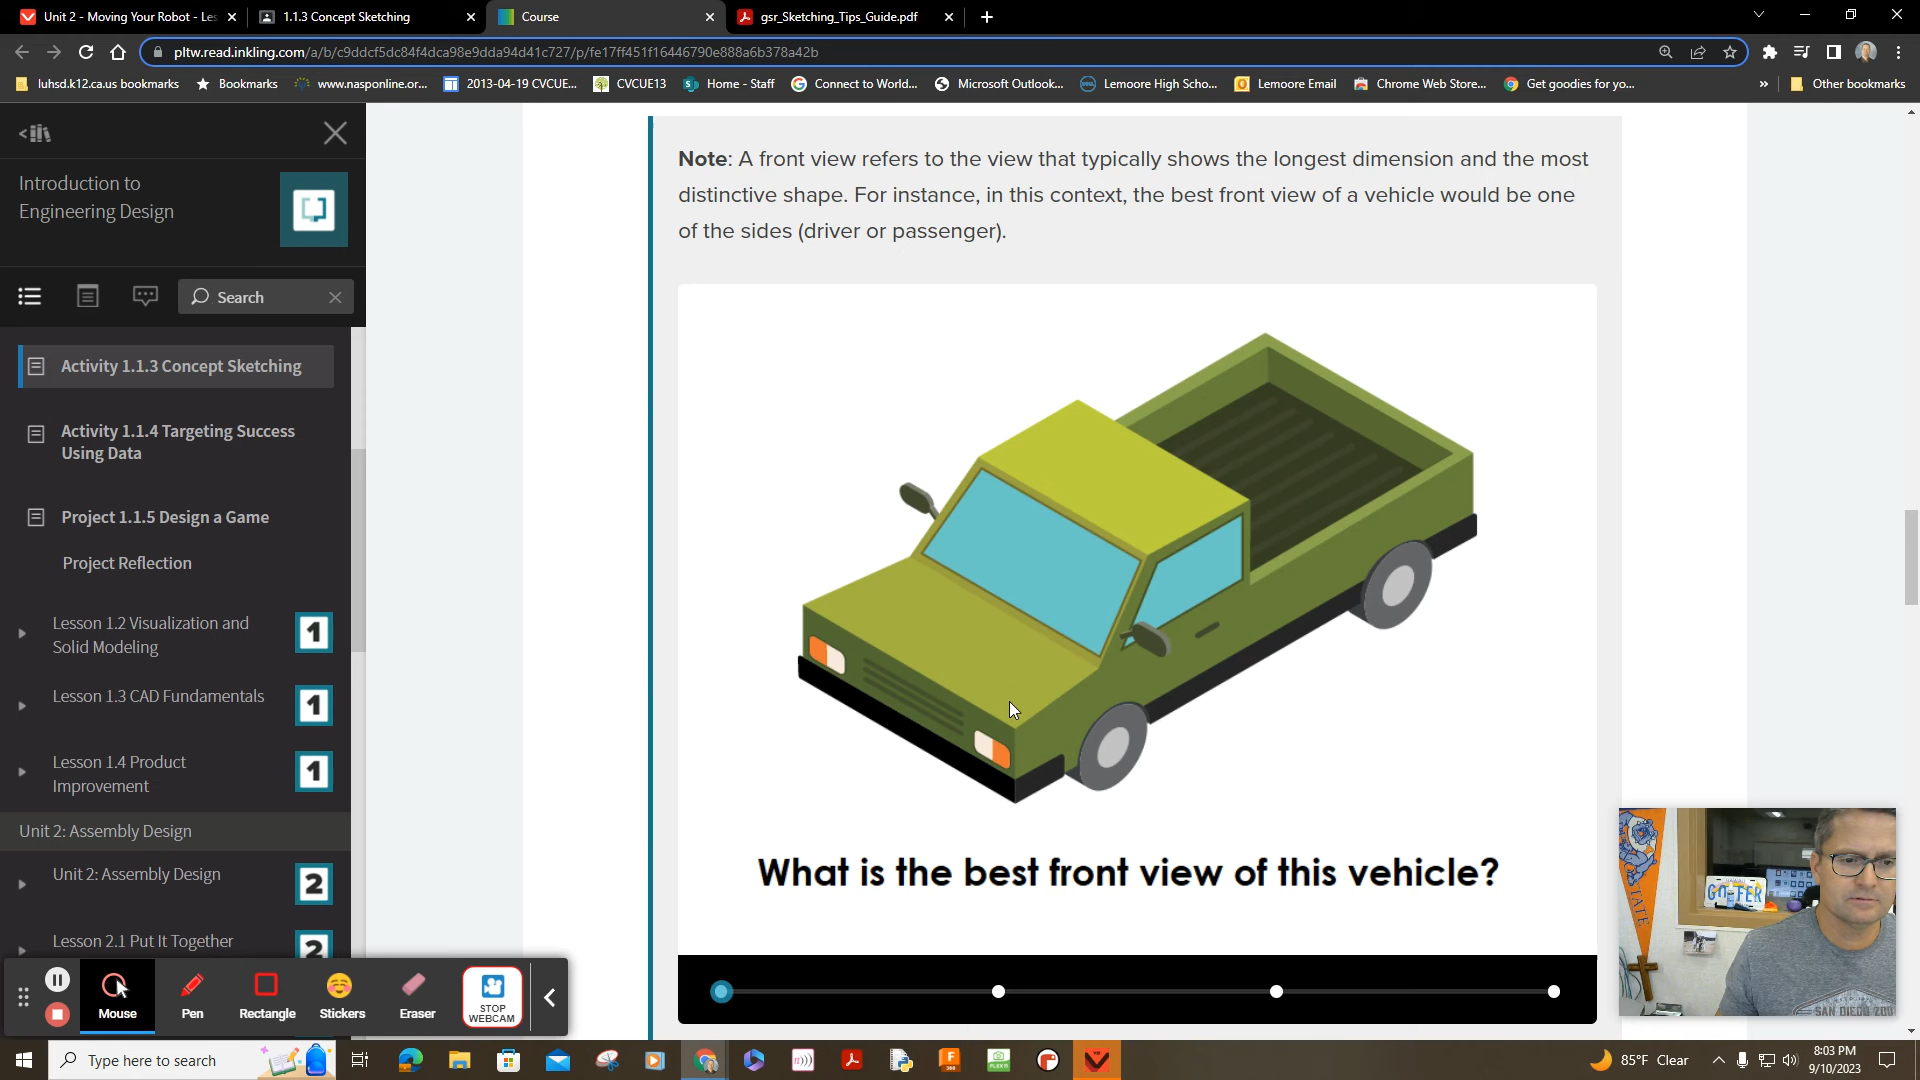 Unit 2 - Moving Your Robot - Les
1.1.3 Concept Sketching
Course
gsr_Sketching_Tips_Guide.pdf
pltw.read.inkling.com/a/b/c9ddcf5dc84f4dca98e9dda94d41c727/p/fe17ff451f16446790e888a6b378a42b
luhsd.k12.ca.us bookmarks
Bookmarks
www.nasponline.or...
2013-04-19 CVCUE...
CVCUE13
Home - Staff
Connect to World...
Microsoft Outlook...
Lemoore High Scho...
Lemoore Email
Chrome Web Store...
Get goodies for yo...
»
Other bookmarks
Introduction to
Engineering Design
Search
Activity 1.1.3 Concept Sketching
Activity 1.1.4 Targeting Success
Using Data
Project 1.1.5 Design a Game
Project Reflection
Lesson 1.2 Visualization and
Solid Modeling
1
Lesson 1.3 CAD Fundamentals
1
Lesson 1.4 Product
Improvement
1
Unit 2: Assembly Design
Unit 2: Assembly Design
2
Lesson 2.1 Put It Together
2
Note: A front view refers to the view that typically shows the longest dimension and the most
distinctive shape. For instance, in this context, the best front view of a vehicle would be one
of the sides (driver or passenger).
What is the best front view of this vehicle?
Mouse
Pen
Rectangle
Stickers
Eraser
STOP
WEBCAM
STATE
SAN DIEGO ZOO
Type here to search
85°F Clear
8:03 PM
9/10/2023